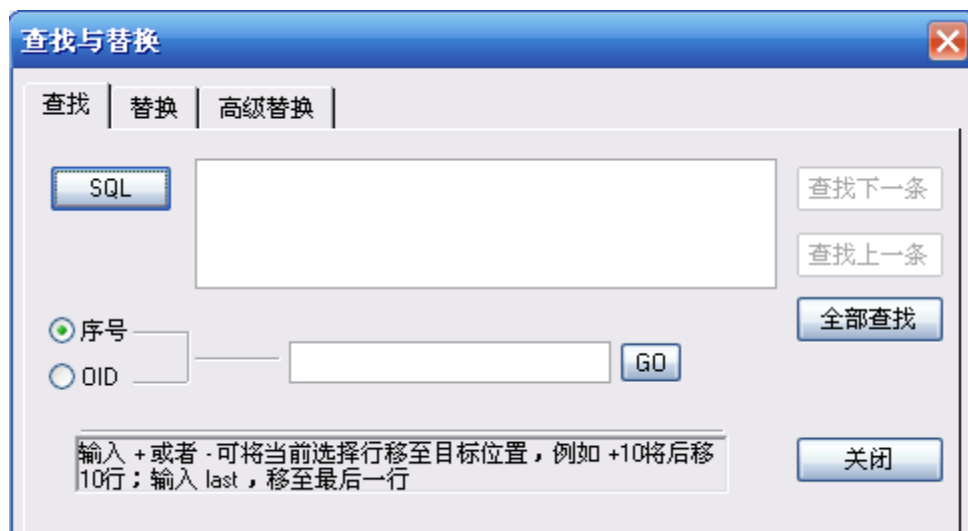 查找与替换
查找 替换 高级替换
SQL
查找下一条
查找上一条
全部查找
序号
OID
GO
输入 + 或者 - 可将当前选择行移至目标位置，例如 +10将后移
10行；输入 last ，移至最后一行
关闭